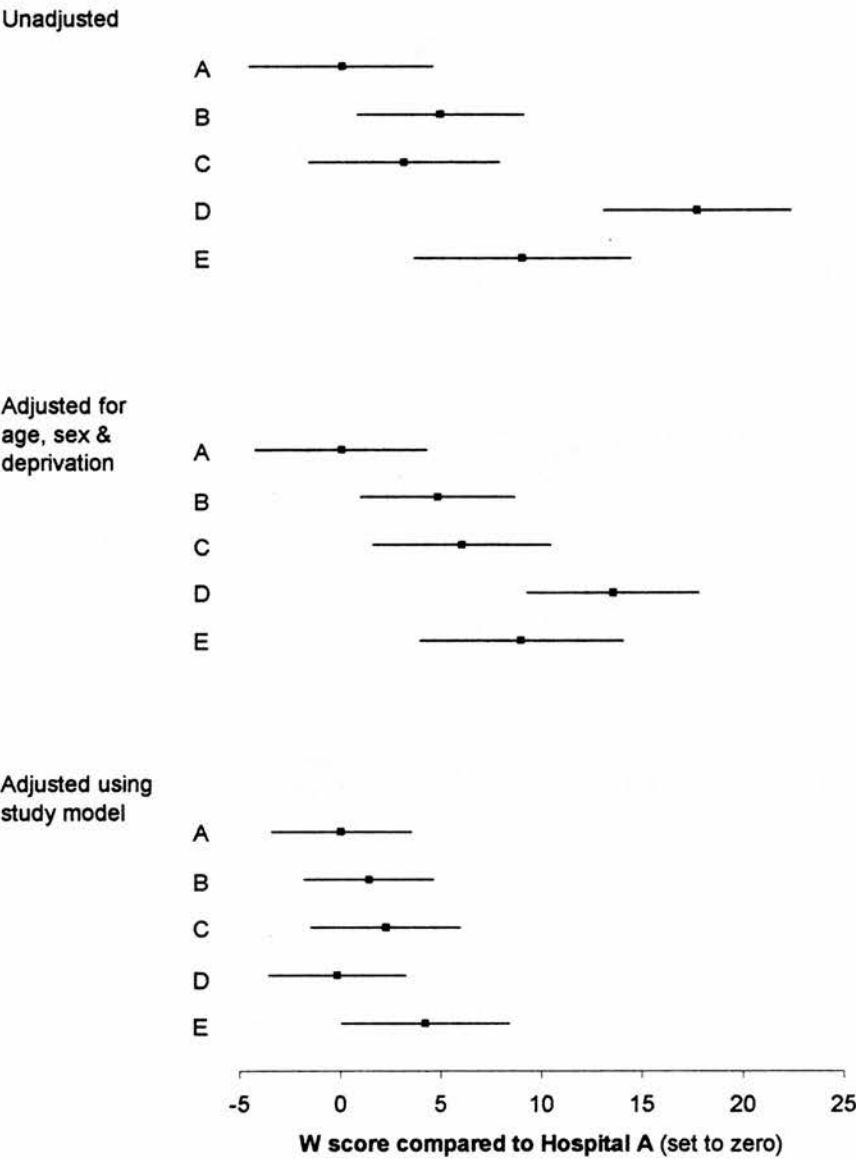 Unadjusted
A
B
C
D
E
Adjusted for
age, sex &
deprivation
A
B
C
D
E
Adjusted using
study model
A
B
C
D
E
-5 0 5 10 15 20 25
W score compared to Hospital A (set to zero)